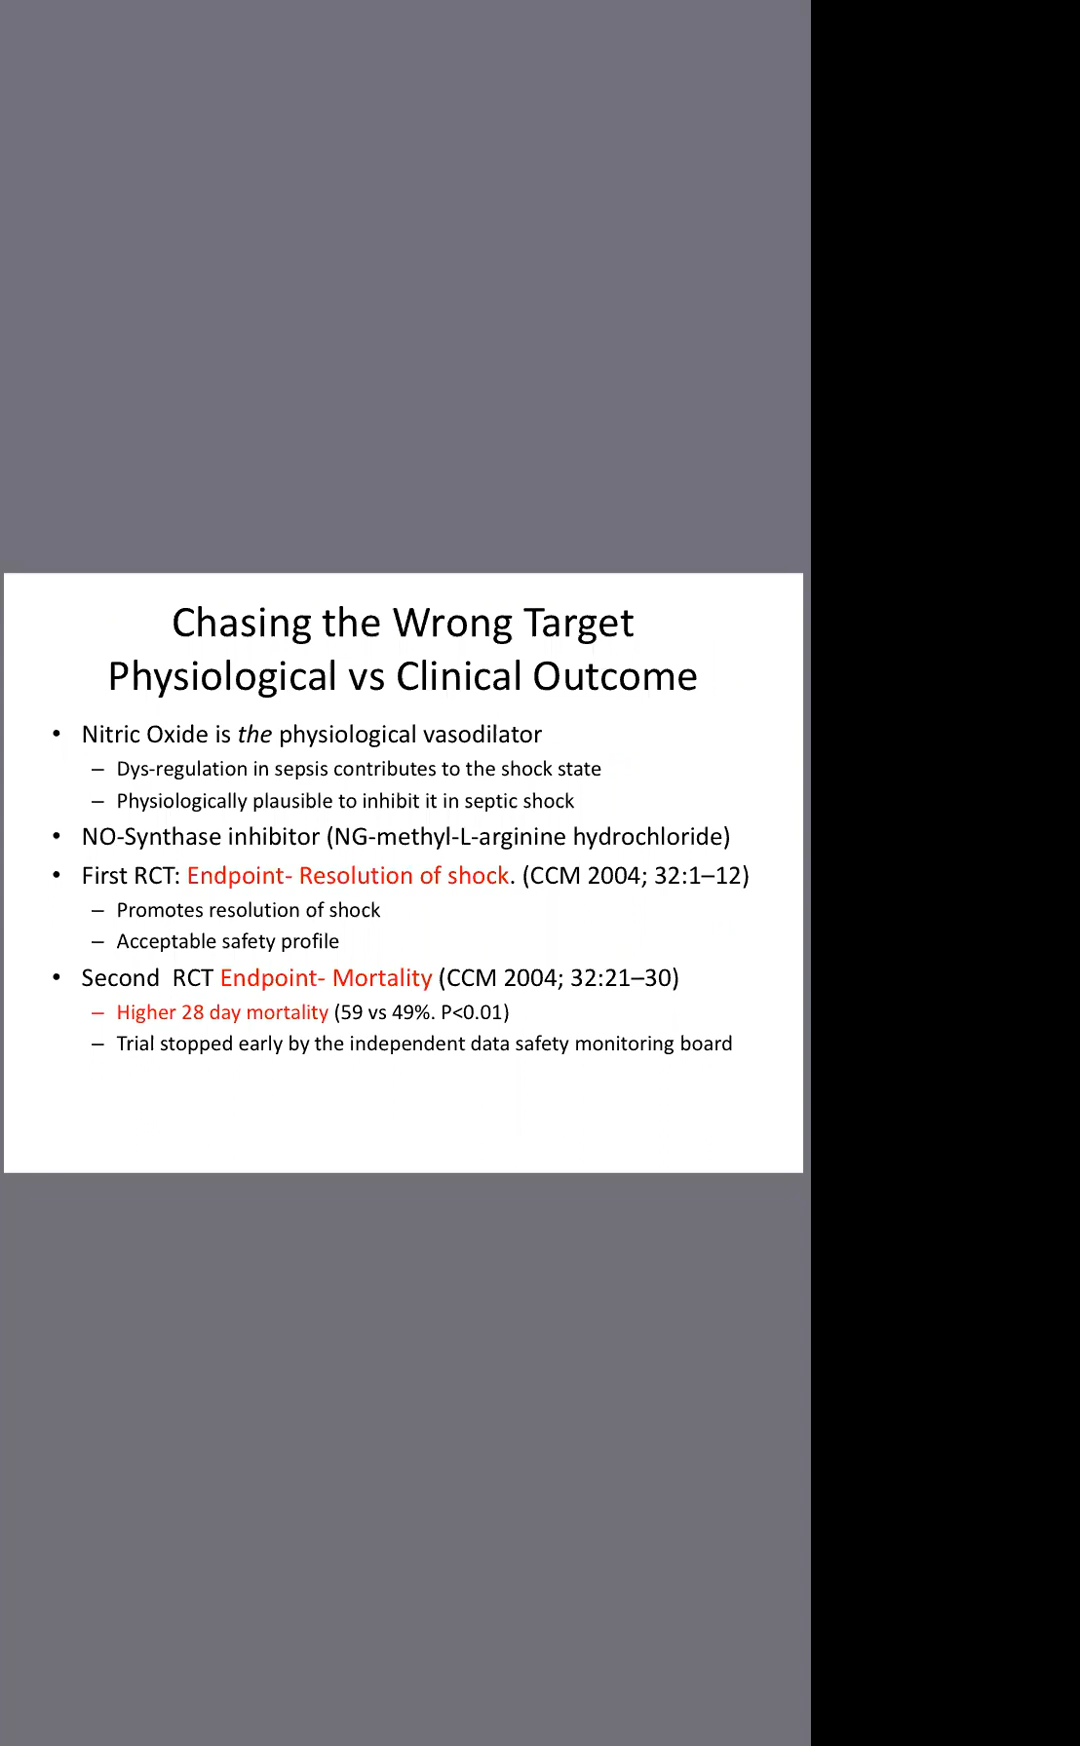 Chasing the Wrong Target
Physiological vs Clinical Outcome
• Nitric Oxide is the physiological vasodilator
– Dys-regulation in sepsis contributes to the shock state
– Physiologically plausible to inhibit it in septic shock
• NO-Synthase inhibitor (NG-methyl-L-arginine hydrochloride)
• First RCT: Endpoint- Resolution of shock. (CCM 2004; 32:1–12)
– Promotes resolution of shock
– Acceptable safety profile
• Second RCT Endpoint- Mortality (CCM 2004; 32:21–30)
– Higher 28 day mortality (59 vs 49%. P<0.01)
– Trial stopped early by the independent data safety monitoring board